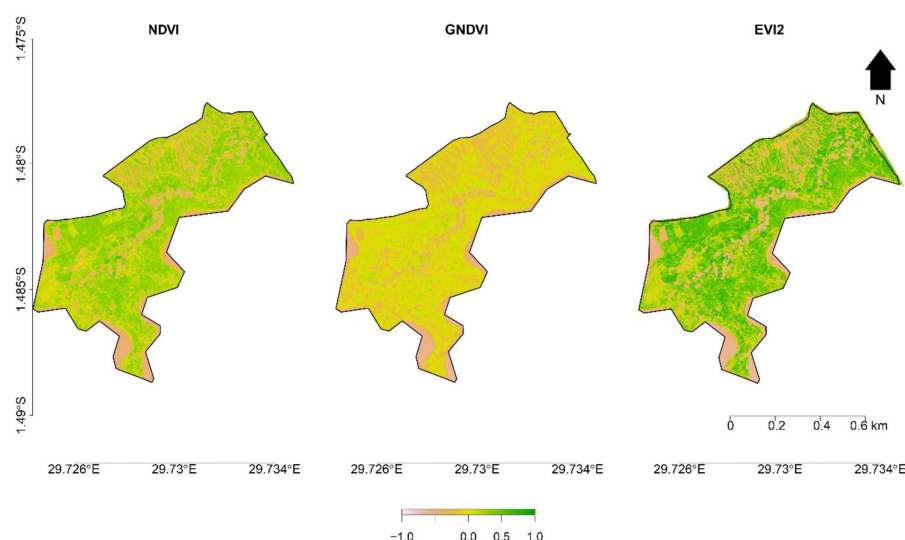 NDVI GNDVI EVI2
N
1.475°S
1.48°S
1.485°S
1.49°S
0 0.2 0.4 0.6 km
29.726°E 29.73°E 29.734°E 29.726°E 29.73°E 29.734°E 29.726°E 29.73°E 29.734°E
−1.0 0.0 0.5 1.0